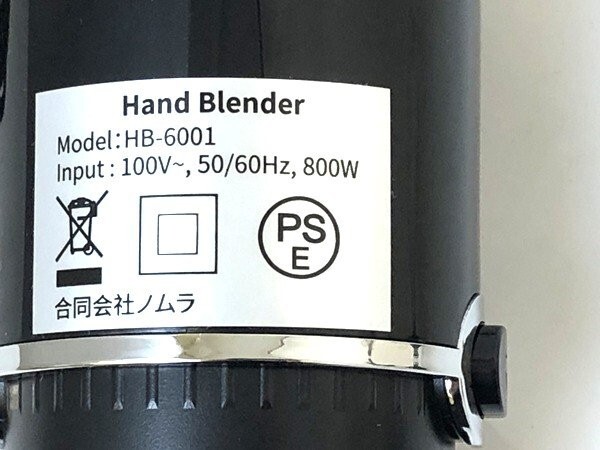 Hand Blender
Model:HB-6001
Input : 100V~, 50/60Hz, 800W
PS
E
合同会社ノムラ